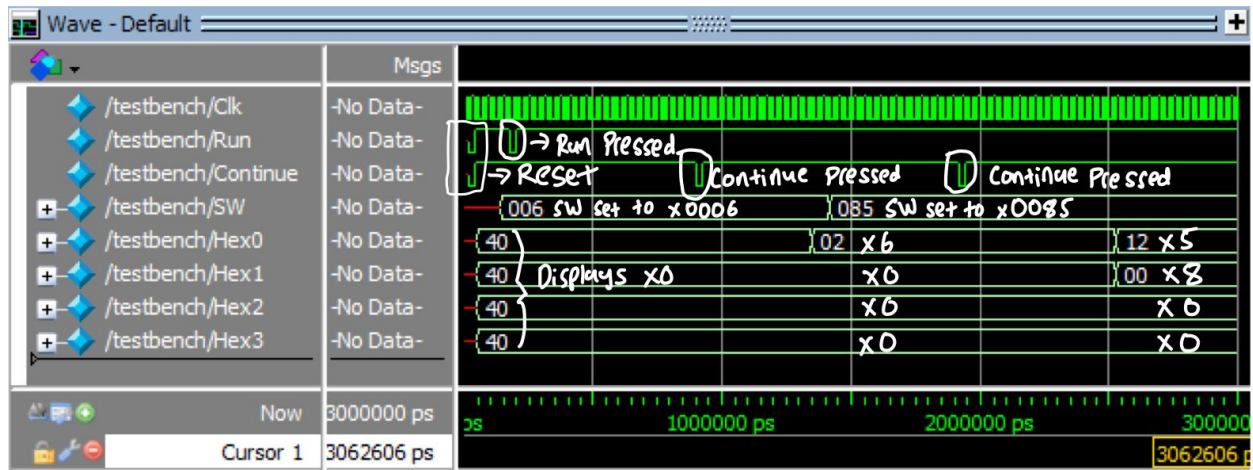 Wave - Default
Msgs
/testbench/Clk -No Data-
/testbench/Run -No Data- → Run Pressed
/testbench/Continue -No Data- → Reset Continue Pressed Continue Pressed
/testbench/SW -No Data- 006 SW set to x0006 085 SW set to x0085
/testbench/Hex0 -No Data- 40 02 x6 12 x5
/testbench/Hex1 -No Data- 40 Displays x0 x0 00 x8
/testbench/Hex2 -No Data- 40 x0 x0
/testbench/Hex3 -No Data- 40 x0 x0
Now 3000000 ps ps 1000000 ps 2000000 ps 300000
Cursor 1 3062606 ps 3062606 p